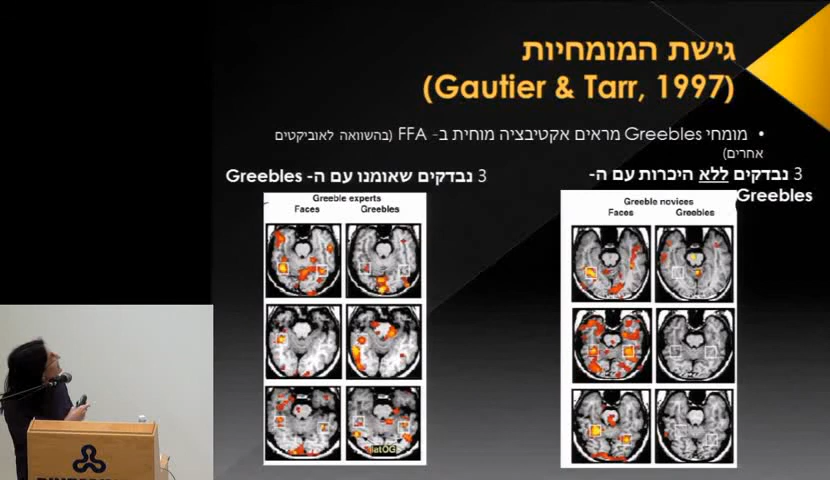 גישת המומחיות
(Gautier & Tarr, 1997)
• מומחי Greebles מראים אקטיבציה מוחית ב- FFA (בהשוואה לאוביקטים
אחרים)
3 נבדקים ללא היכרות עם ה-
Greebles
3 נבדקים שאומנו עם ה- Greebles
Greeble novices
Faces Greebles
Greeble experts
Faces Greebles